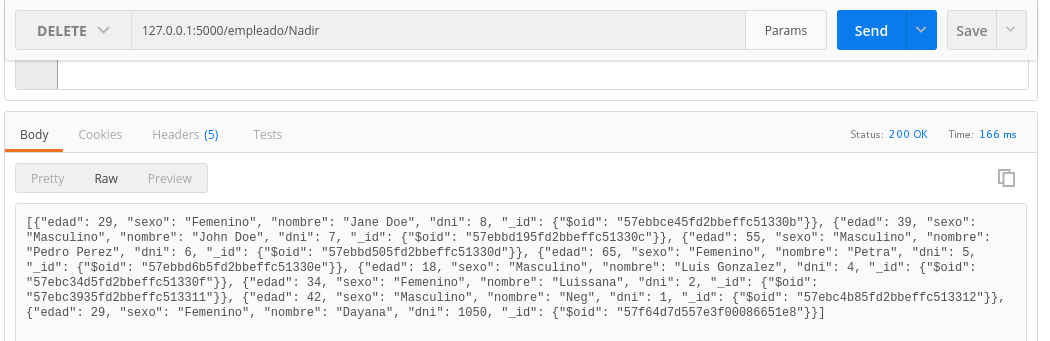 DELETE 127.0.0.1:5000/empleado/Nadir Params Send Save
Body Cookies Headers (5) Tests Status: 200 OK Time: 166 ms
Pretty Raw Preview
[{"edad": 29, "sexo": "Femenino", "nombre": "Jane Doe", "dni": 8, "_id": {"$oid": "57ebbce45fd2bbeffc51330b"}}, {"edad": 39, "sexo":
"Masculino", "nombre": "John Doe", "dni": 7, "_id": {"$oid": "57ebbd195fd2bbeffc51330c"}}, {"edad": 55, "sexo": "Masculino", "nombre":
"Pedro Perez", "dni": 6, "_id": {"$oid": "57ebbd505fd2bbeffc51330d"}}, {"edad": 65, "sexo": "Femenino", "nombre": "Petra", "dni": 5,
"_id": {"$oid": "57ebbd6b5fd2bbeffc51330e"}}, {"edad": 18, "sexo": "Masculino", "nombre": "Luis Gonzalez", "dni": 4, "_id": {"$oid":
"57ebc34d5fd2bbeffc51330f"}}, {"edad": 34, "sexo": "Femenino", "nombre": "Luissana", "dni": 2, "_id": {"$oid":
"57ebc3935fd2bbeffc513311"}}, {"edad": 42, "sexo": "Masculino", "nombre": "Neg", "dni": 1, "_id": {"$oid": "57ebc4b85fd2bbeffc513312"}},
{"edad": 29, "sexo": "Femenino", "nombre": "Dayana", "dni": 1050, "_id": {"$oid": "57f64d7d557e3f00086651e8"}}]